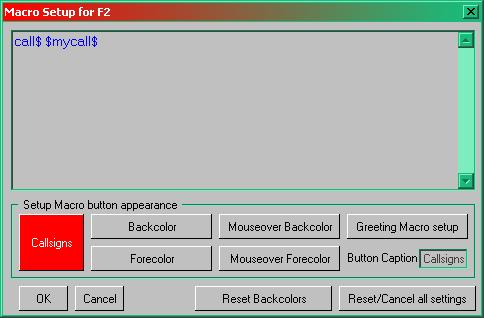 Macro Setup for F2
call$ $mycall$
Setup Macro button appearance
Callsigns
Backcolor
Mouseover Backcolor
Greeting Macro setup
Forecolor
Mouseover Forecolor
Button Caption
Callsigns
OK
Cancel
Reset Backcolors
Reset/Cancel all settings